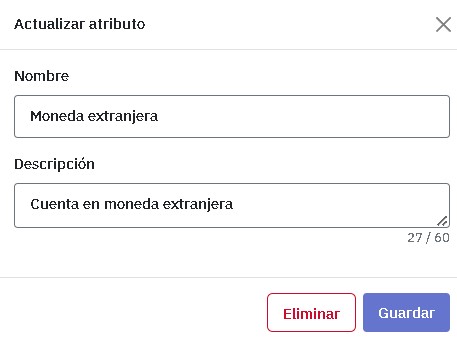 Actualizar atributo
Nombre
Moneda extranjera
Descripción
Cuenta en moneda extranjera
27 / 60
Eliminar
Guardar